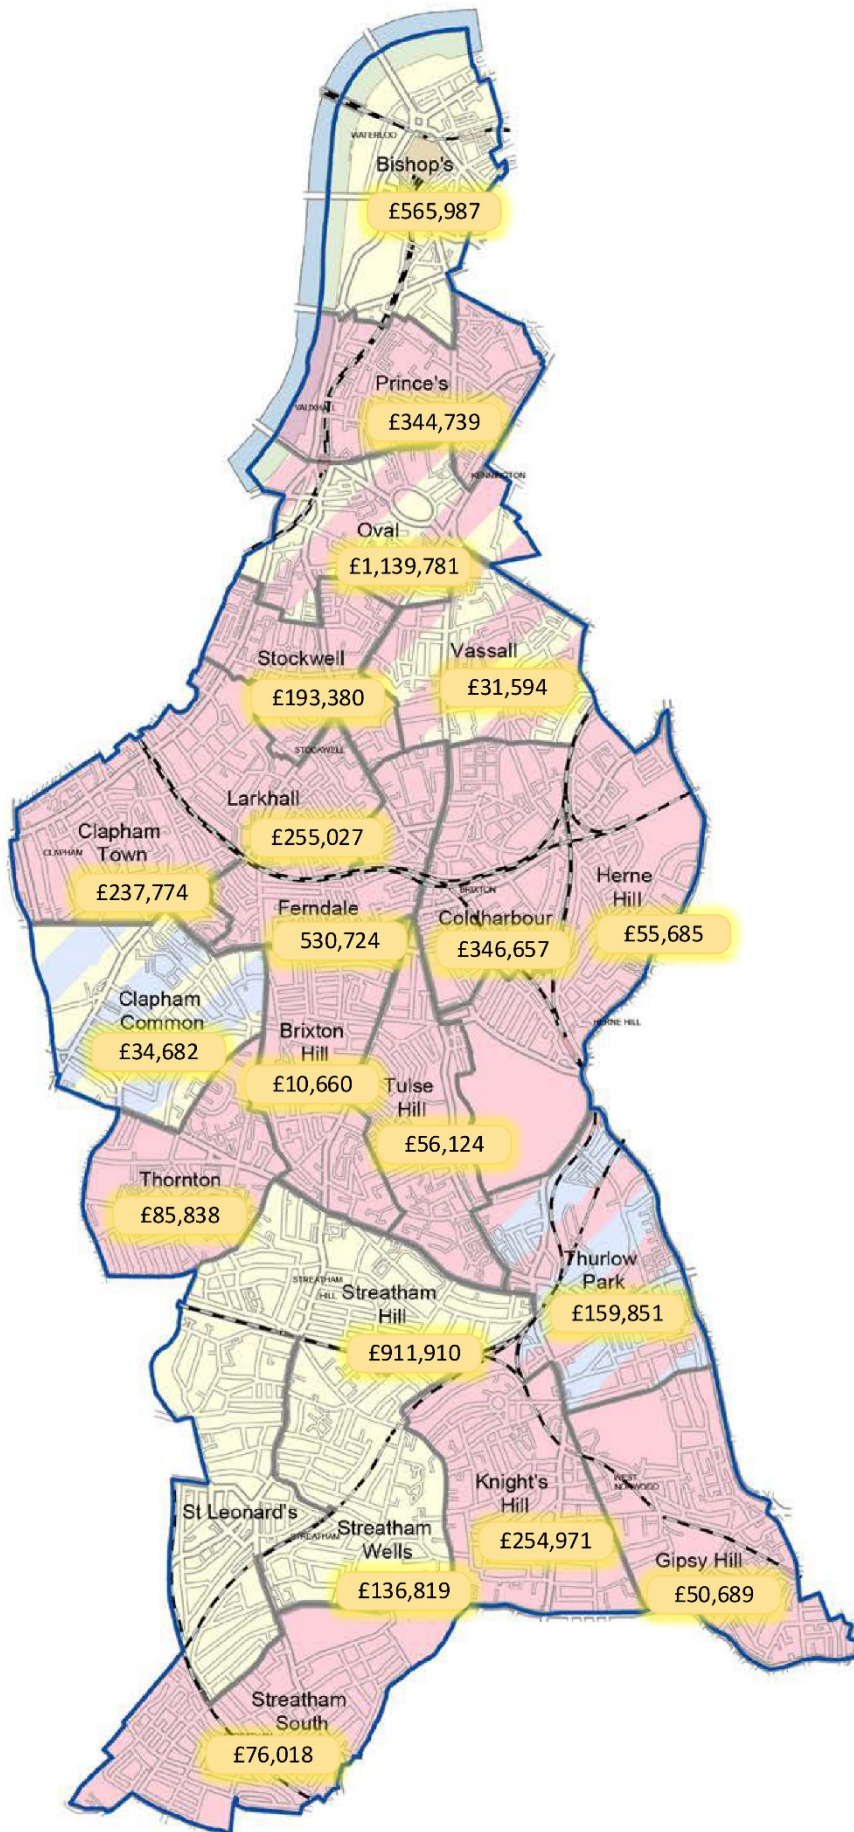 WATERLOO
Bishop's
£565,987
Prince's
VAUXHALL
£344,739
KENNINGTON
Oval
£1,139,781
Vassall
Stockwell
£31,594
£193,380
STOCKWELL
Larkhall
Clapham
Town
£255,027
CLAPHAM
£237,774
Herne
Hill
BRIXTON
Ferndale
Coldharbour
530,724
£346,657
£55,685
Clapham
Common
£34,682
HERNE HILL
Brixton
Hill
£10,660
Tulse
Hill
£56,124
Thornton
£85,838
Thurlow
Park
STREATHAM
HILL
Streatham
Hill
£159,851
£911,910
Knight's
Hill
WEST
NORWOOD
St Leonard's
STREATHAM
Streatham
Wells
£254,971
Gipsy Hill
£136,819
£50,689
Streatham
South
£76,018